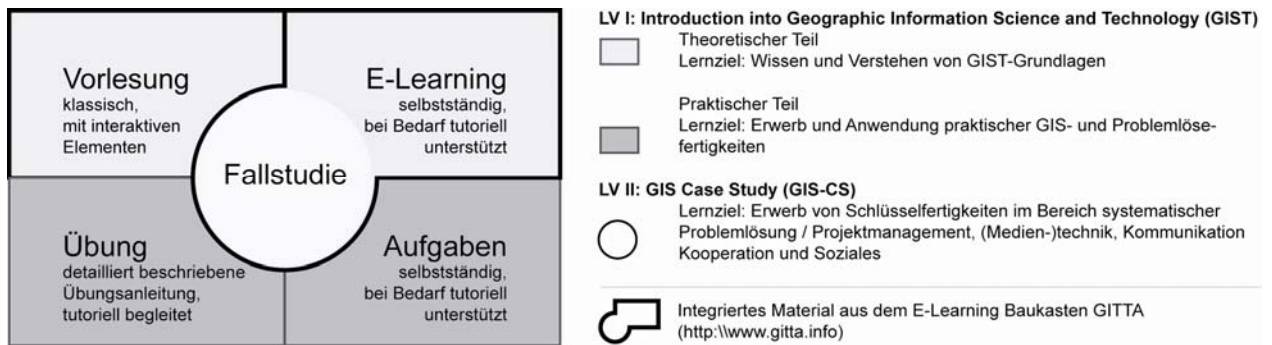 Vorlesung
klassisch,
mit interaktiven
Elementen
E-Learning
selbstständig,
bei Bedarf tutoriell
unterstützt
Fallstudie
Übung
detailliert beschriebene
Übungsanleitung,
tutoriell begleitet
Aufgaben
selbstständig,
bei Bedarf tutoriell
unterstützt
LV I: Introduction into Geographic Information Science and Technology (GIST)
Theoretischer Teil
Lernziel: Wissen und Verstehen von GIST-Grundlagen
Praktischer Teil
Lernziel: Erwerb und Anwendung praktischer GIS- und Problemlöse-
fertigkeiten
LV II: GIS Case Study (GIS-CS)
Lernziel: Erwerb von Schlüsselfertigkeiten im Bereich systematischer
Problemlösung / Projektmanagement, (Medien-)technik, Kommunikation
Kooperation und Soziales
Integriertes Material aus dem E-Learning Baukasten GITTA
(http:\\www.gitta.info)